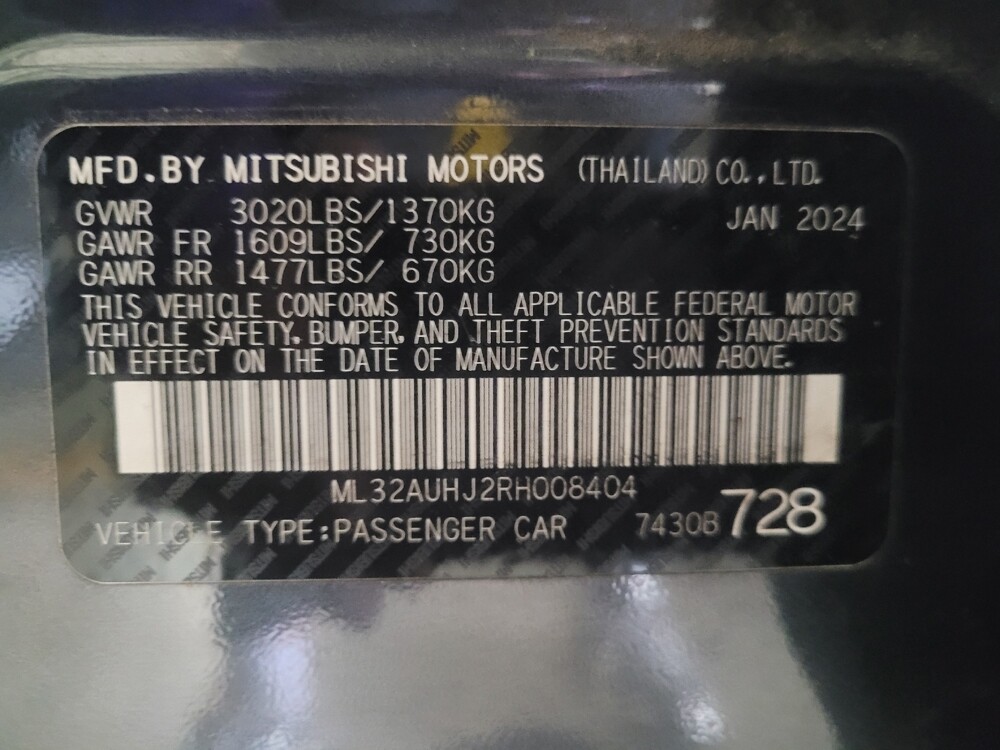 MFD.BY MITSUBISHI MOTORS (THAILAND) CO.,LTD.
GVWR 3020LBS/1370KG JAN 2024
GAWR FR 1609LBS/ 730KG
GAWR RR 1477LBS/ 670KG
THIS VEHICLE CONFORMS TO ALL APPLICABLE FEDERAL MOTOR
VEHICLE SAFETY, BUMPER, AND THEFT PREVENTION STANDARDS
IN EFFECT ON THE DATE OF MANUFACTURE SHOWN ABOVE.
ML32AUHJ2RH008404
VEHICLE TYPE:PASSENGER CAR 7430B 728